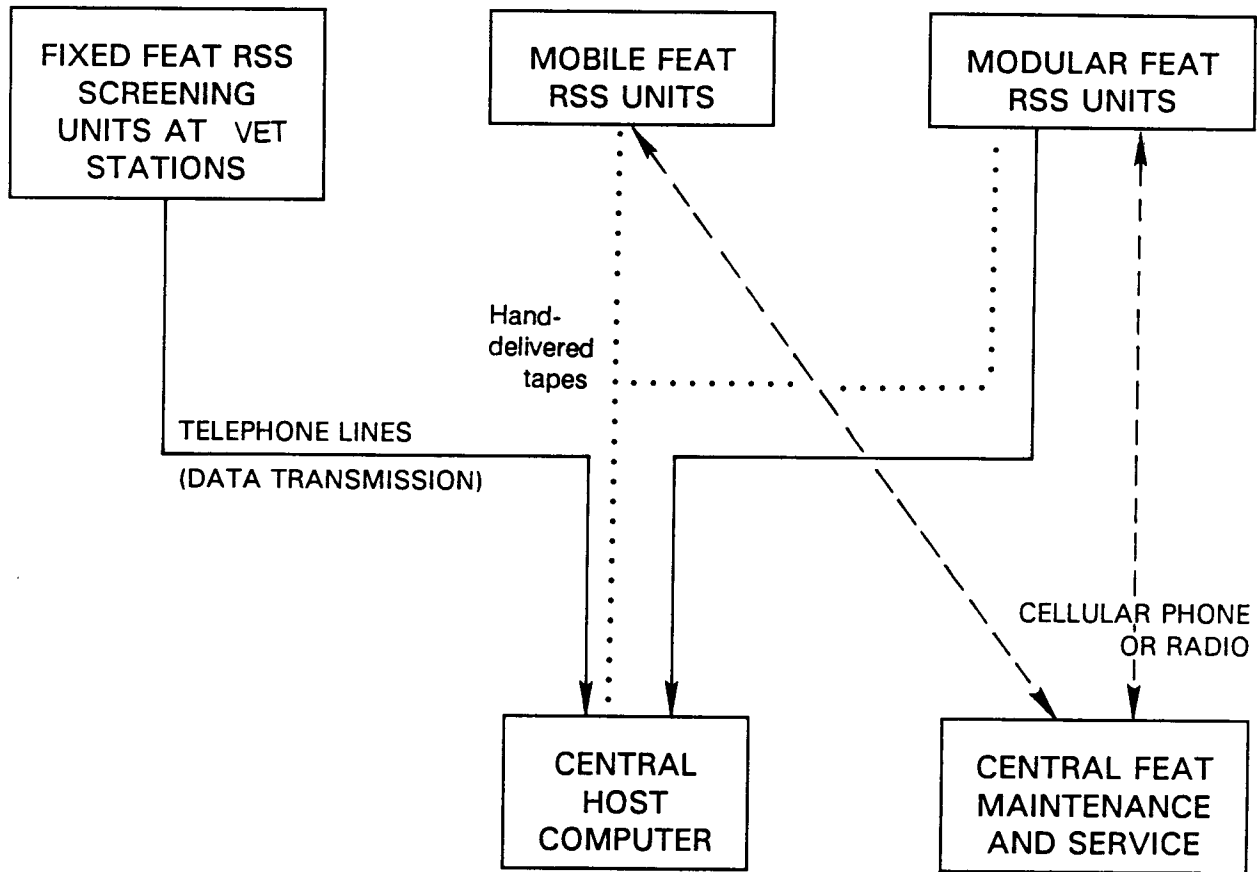 FIXED FEAT RSS
SCREENING
UNITS AT VET
STATIONS
MOBILE FEAT
RSS UNITS
MODULAR FEAT
RSS UNITS
Hand-
delivered
tapes
TELEPHONE LINES
(DATA TRANSMISSION)
CELLULAR PHONE
OR RADIO
CENTRAL
HOST
COMPUTER
CENTRAL FEAT
MAINTENANCE
AND SERVICE